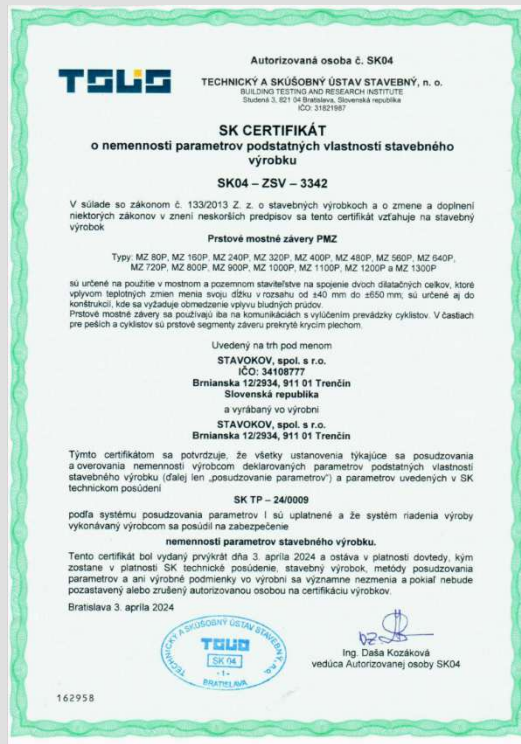 TSÚS
Autorizovaná osoba č. SK04
TECHNICKÝ A SKÚŠOBNÝ ÚSTAV STAVEBNÝ, n. o.
BUILDING TESTING AND RESEARCH INSTITUTE
Studená 3, 821 04 Bratislava, Slovenská republika
IČO: 31821987
SK CERTIFIKÁT
o nemennosti parametrov podstatných vlastností stavebného
výrobku
SK04 – ZSV – 3342
V súlade so zákonom č. 133/2013 Z. z. o stavebných výrobkoch a o zmene a doplnení
niektorých zákonov v znení neskorších predpisov sa tento certifikát vzťahuje na stavebný
výrobok
Prstové mostné závery PMZ
Typy: MZ 80P, MZ 160P, MZ 240P, MZ 320P, MZ 400P, MZ 480P, MZ 560P, MZ 640P,
MZ 720P, MZ 800P, MZ 900P, MZ 1000P, MZ 1100P, MZ 1200P a MZ 1300P
sú určené na použitie v mostnom a pozemnom staviteľstve na spojenie dvoch dilatačných celkov, ktoré
vplyvom teplotných zmien menia svoju dĺžku v rozsahu od ±40 mm do ±650 mm; sú určené aj do
konštrukcií, kde sa vyžaduje obmedzenie vplyvu bludných prúdov.
Prstové mostné závery sa používajú iba na komunikáciách s vylúčením prevádzky cyklistov. V častiach
pre peších a cyklistov sú prstové segmenty záveru prekryté krycím plechom.
Uvedený na trh pod menom
STAVOKOV, spol. s r.o.
IČO: 34108777
Brnianska 12/2934, 911 01 Trenčín
Slovenská republika
a vyrábaný vo výrobni
STAVOKOV, spol. s r.o.
Brnianska 12/2934, 911 01 Trenčín
Týmto certifikátom sa potvrdzuje, že všetky ustanovenia týkajúce sa posudzovania
a overovania nemennosti výrobcom deklarovaných parametrov podstatných vlastností
stavebného výrobku (ďalej len „posudzovanie parametrov“) a parametrov uvedených v SK
technickom posúdení
SK TP – 24/0009
podľa systému posudzovania parametrov I sú uplatnené a že systém riadenia výroby
vykonávaný výrobcom sa posúdil na zabezpečenie
nemennosti parametrov stavebného výrobku.
Tento certifikát bol vydaný prvýkrát dňa 3. apríla 2024 a ostáva v platnosti dovtedy, kým
zostane v platnosti SK technické posúdenie, stavebný výrobok, metódy posudzovania
parametrov a ani výrobné podmienky vo výrobni sa významne nezmenia a pokiaľ nebude
pozastavený alebo zrušený autorizovanou osobou na certifikáciu výrobkov.
Bratislava 3. apríla 2024
TECHNICKÝ A SKÚŠOBNÝ ÚSTAV STAVEBNÝ, n.o.
TSÚS
SK 04
- 1 -
BRATISLAVA
Ing. Daša Kozáková
vedúca Autorizovanej osoby SK04
162958